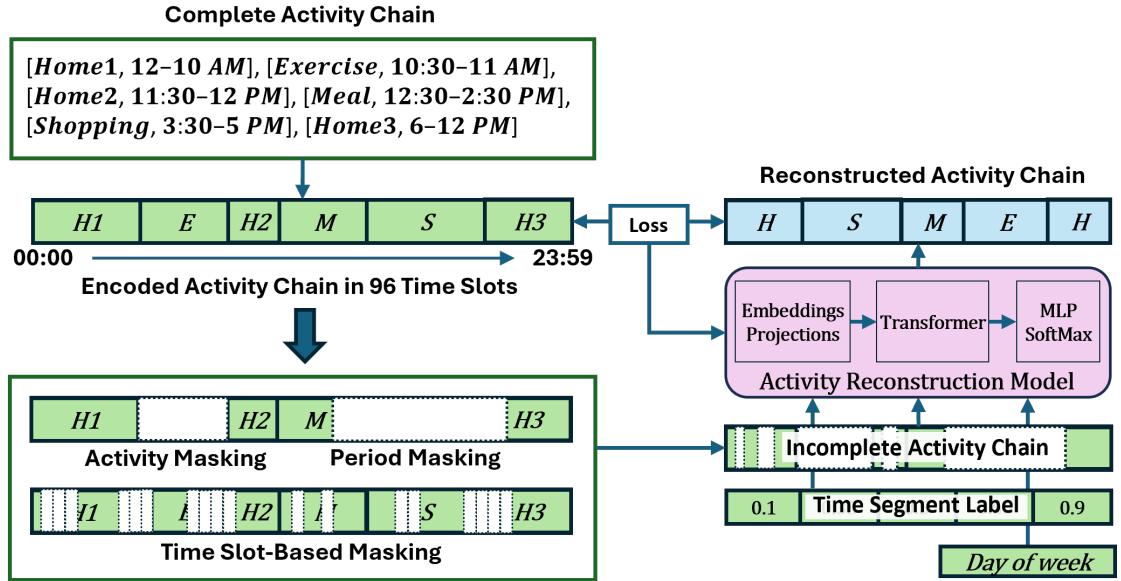 Complete Activity Chain
[Home1, 12–10 AM], [Exercise, 10:30–11 AM],
[Home2, 11:30–12 PM], [Meal, 12:30–2:30 PM],
[Shopping, 3:30–5 PM], [Home3, 6–12 PM]
H1 E H2 M S H3
00:00 23:59
Encoded Activity Chain in 96 Time Slots
H1 H2 M H3
Activity Masking Period Masking
H2 S H3
Time Slot-Based Masking
Loss
Reconstructed Activity Chain
H S M E H
Embeddings
Projections
Transformer
MLP
SoftMax
Activity Reconstruction Model
Incomplete Activity Chain
0.1 Time Segment Label 0.9
Day of week